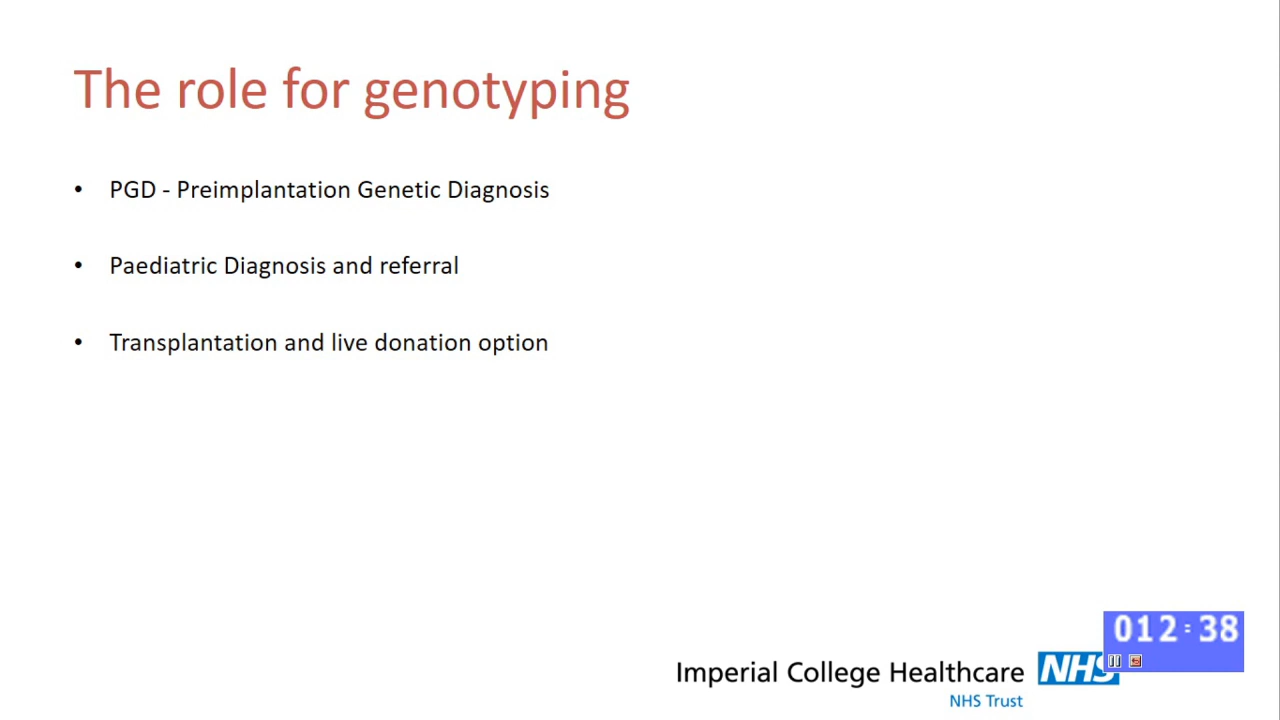 The role for genotyping
• PGD - Preimplantation Genetic Diagnosis
• Paediatric Diagnosis and referral
• Transplantation and live donation option
012:38
Imperial College Healthcare NHS
NHS Trust